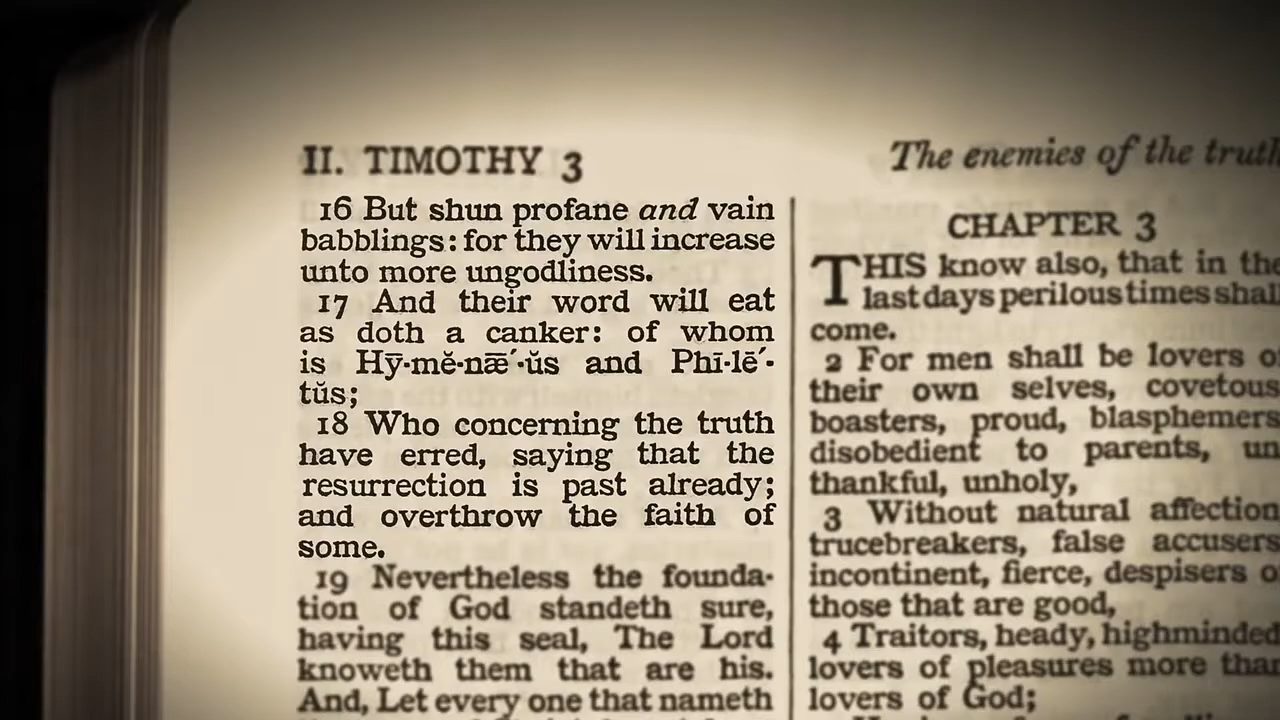 II. TIMOTHY 3
The enemies of the truth
16 But shun profane and vain
babblings: for they will increase
unto more ungodliness.
17 And their word will eat
as doth a canker: of whom
is Hȳ-mĕ-næ̅´-ŭs and Phī-lē´-
tŭs;
18 Who concerning the truth
have erred, saying that the
resurrection is past already;
and overthrow the faith of
some.
19 Nevertheless the founda-
tion of God standeth sure,
having this seal, The Lord
knoweth them that are his.
And, Let every one that nameth
CHAPTER 3
THIS know also, that in the
last days perilous times shall
come.
2 For men shall be lovers of
their own selves, covetous
boasters, proud, blasphemers
disobedient to parents, un
thankful, unholy,
3 Without natural affection
trucebreakers, false accusers
incontinent, fierce, despisers o
those that are good,
4 Traitors, heady, highminded
lovers of pleasures more than
lovers of God;